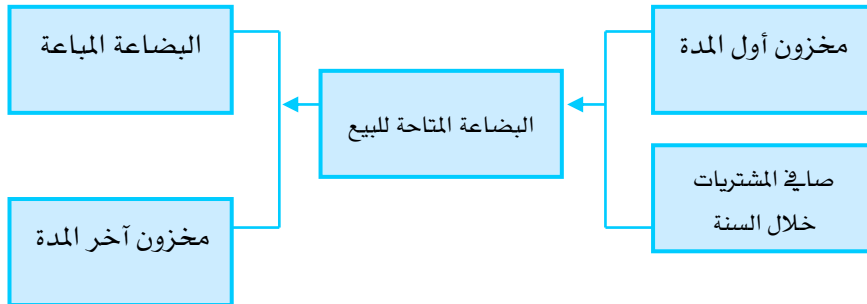 مخزون أول المدة
صافي المشتريات
خلال السنة
البضاعة المتاحة للبيع
البضاعة المباعة
مخزون آخر المدة